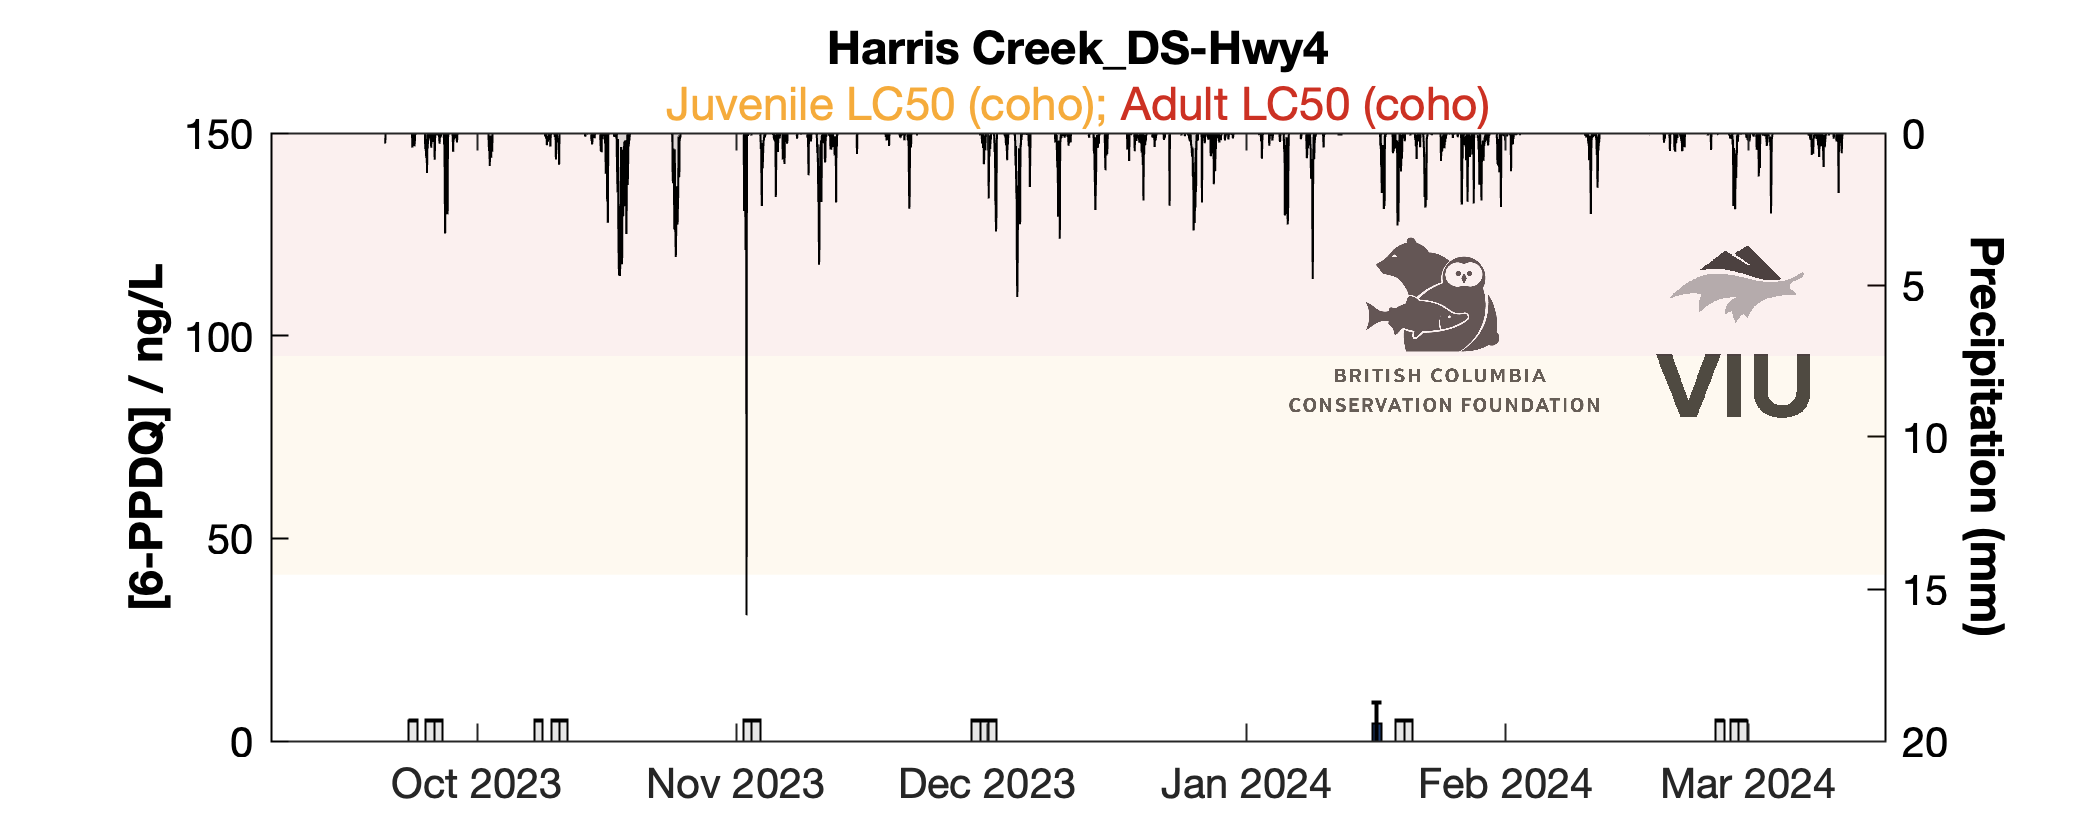 Harris Creek_DS-Hwy4
Juvenile LC50 (coho); Adult LC50 (coho)
150
100
50
0
[6-PPDQ] / ng/L
0
5
10
15
20
Precipitation (mm)
BRITISH COLUMBIA
CONSERVATION FOUNDATION
VIU
Oct 2023
Nov 2023
Dec 2023
Jan 2024
Feb 2024
Mar 2024